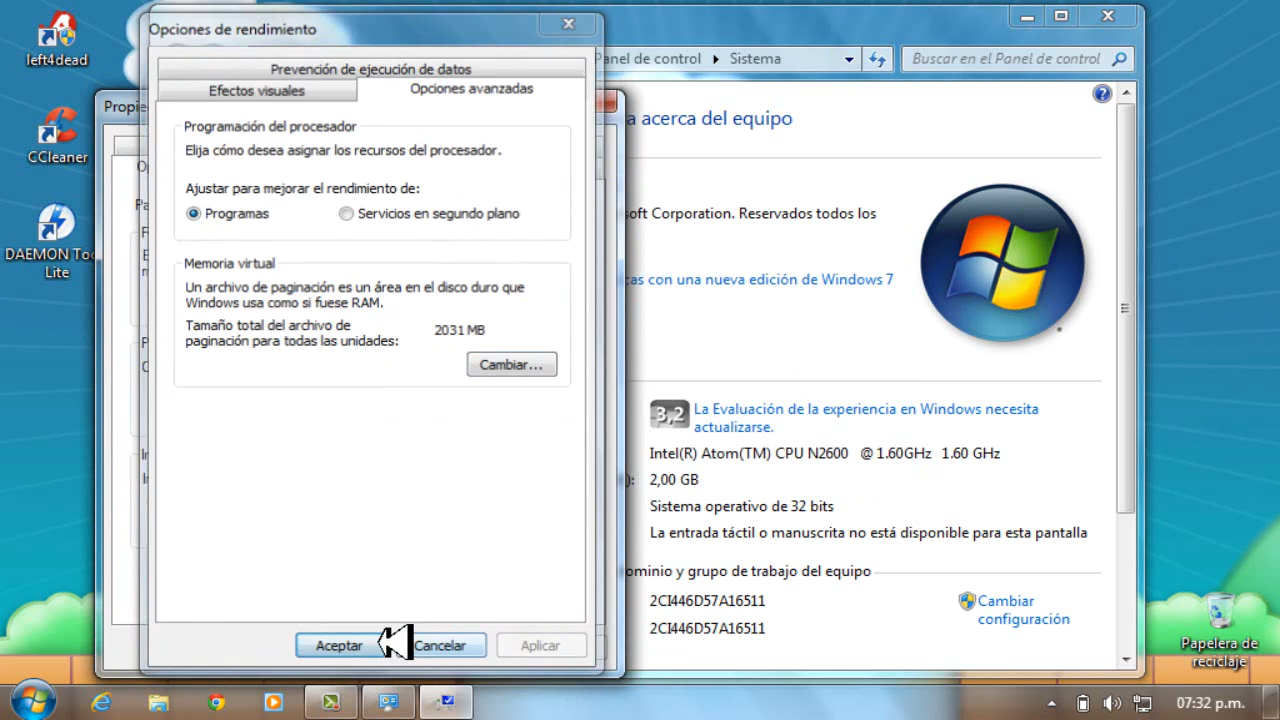 left4dead
CCleaner
DAEMON Too
Lite
Opciones de rendimiento
Prevención de ejecución de datos
Efectos visuales
Opciones avanzadas
Programación del procesador
Elija cómo desea asignar los recursos del procesador.
Ajustar para mejorar el rendimiento de:
Programas
Servicios en segundo plano
Memoria virtual
Un archivo de paginación es un área en el disco duro que
Windows usa como si fuese RAM.
Tamaño total del archivo de
paginación para todas las unidades:
2031 MB
Cambiar...
Aceptar
Cancelar
Aplicar
Propie
Panel de control
Sistema
Buscar en el Panel de control
a acerca del equipo
soft Corporation. Reservados todos los
cas con una nueva edición de Windows 7
3,2
La Evaluación de la experiencia en Windows necesita
actualizarse.
Intel(R) Atom(TM) CPU N2600 @ 1.60GHz 1.60 GHz
):
2,00 GB
Sistema operativo de 32 bits
La entrada táctil o manuscrita no está disponible para esta pantalla
ominio y grupo de trabajo del equipo
2CI446D57A16511
Cambiar
configuración
2CI446D57A16511
Papelera de
reciclaje
07:32 p.m.